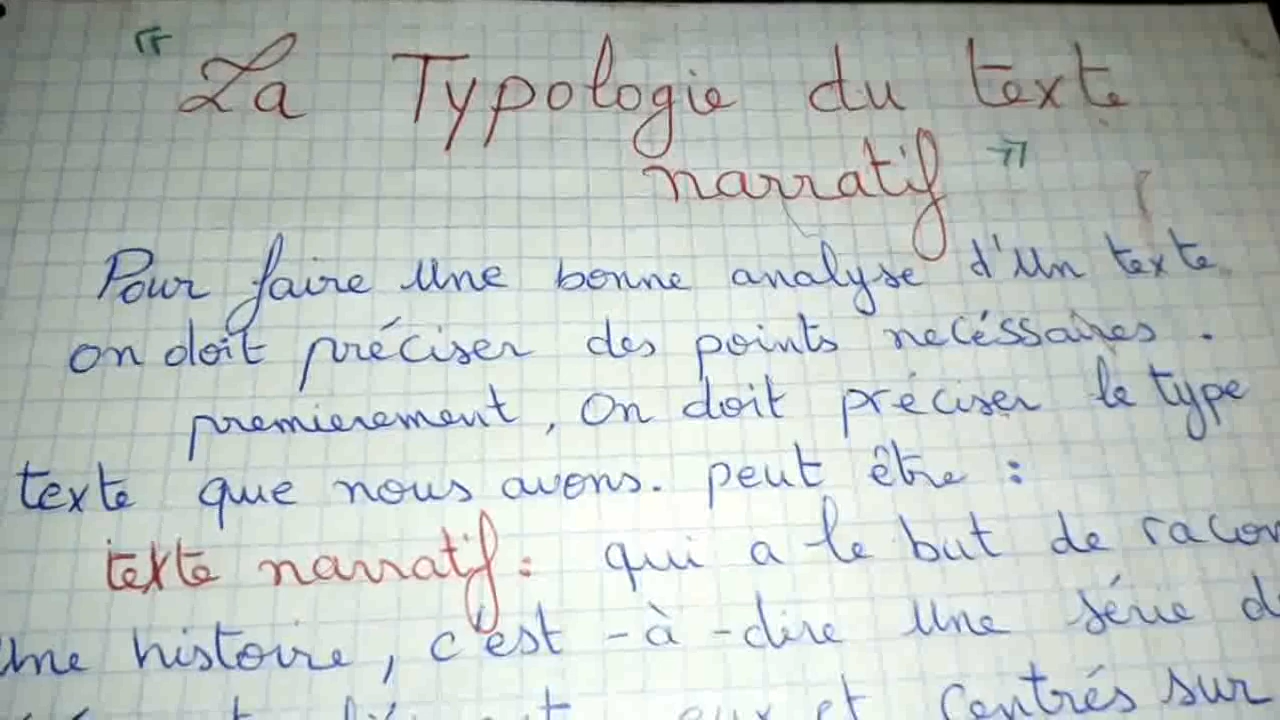 « La Typologie du texte
narratif »
Pour faire une bonne analyse d'un texte
on doit préciser des points necéssaires.
premierement, on doit préciser le type
texte que nous avons. peut être :
texte narratif : qui a le but de racon
une histoire, c'est-à-dire une série d
et centrés sur